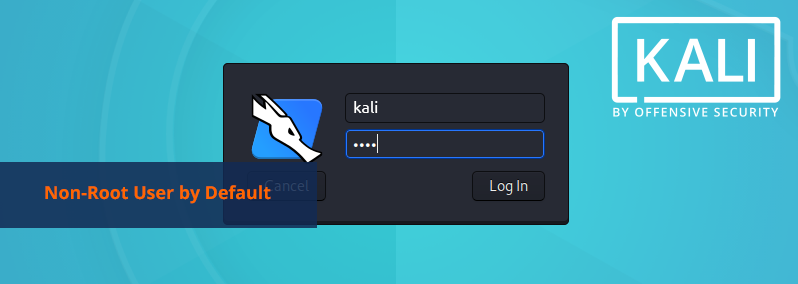 KALI
BY OFFENSIVE SECURITY
kali
••••
Cancel
Log In
Non-Root User by Default